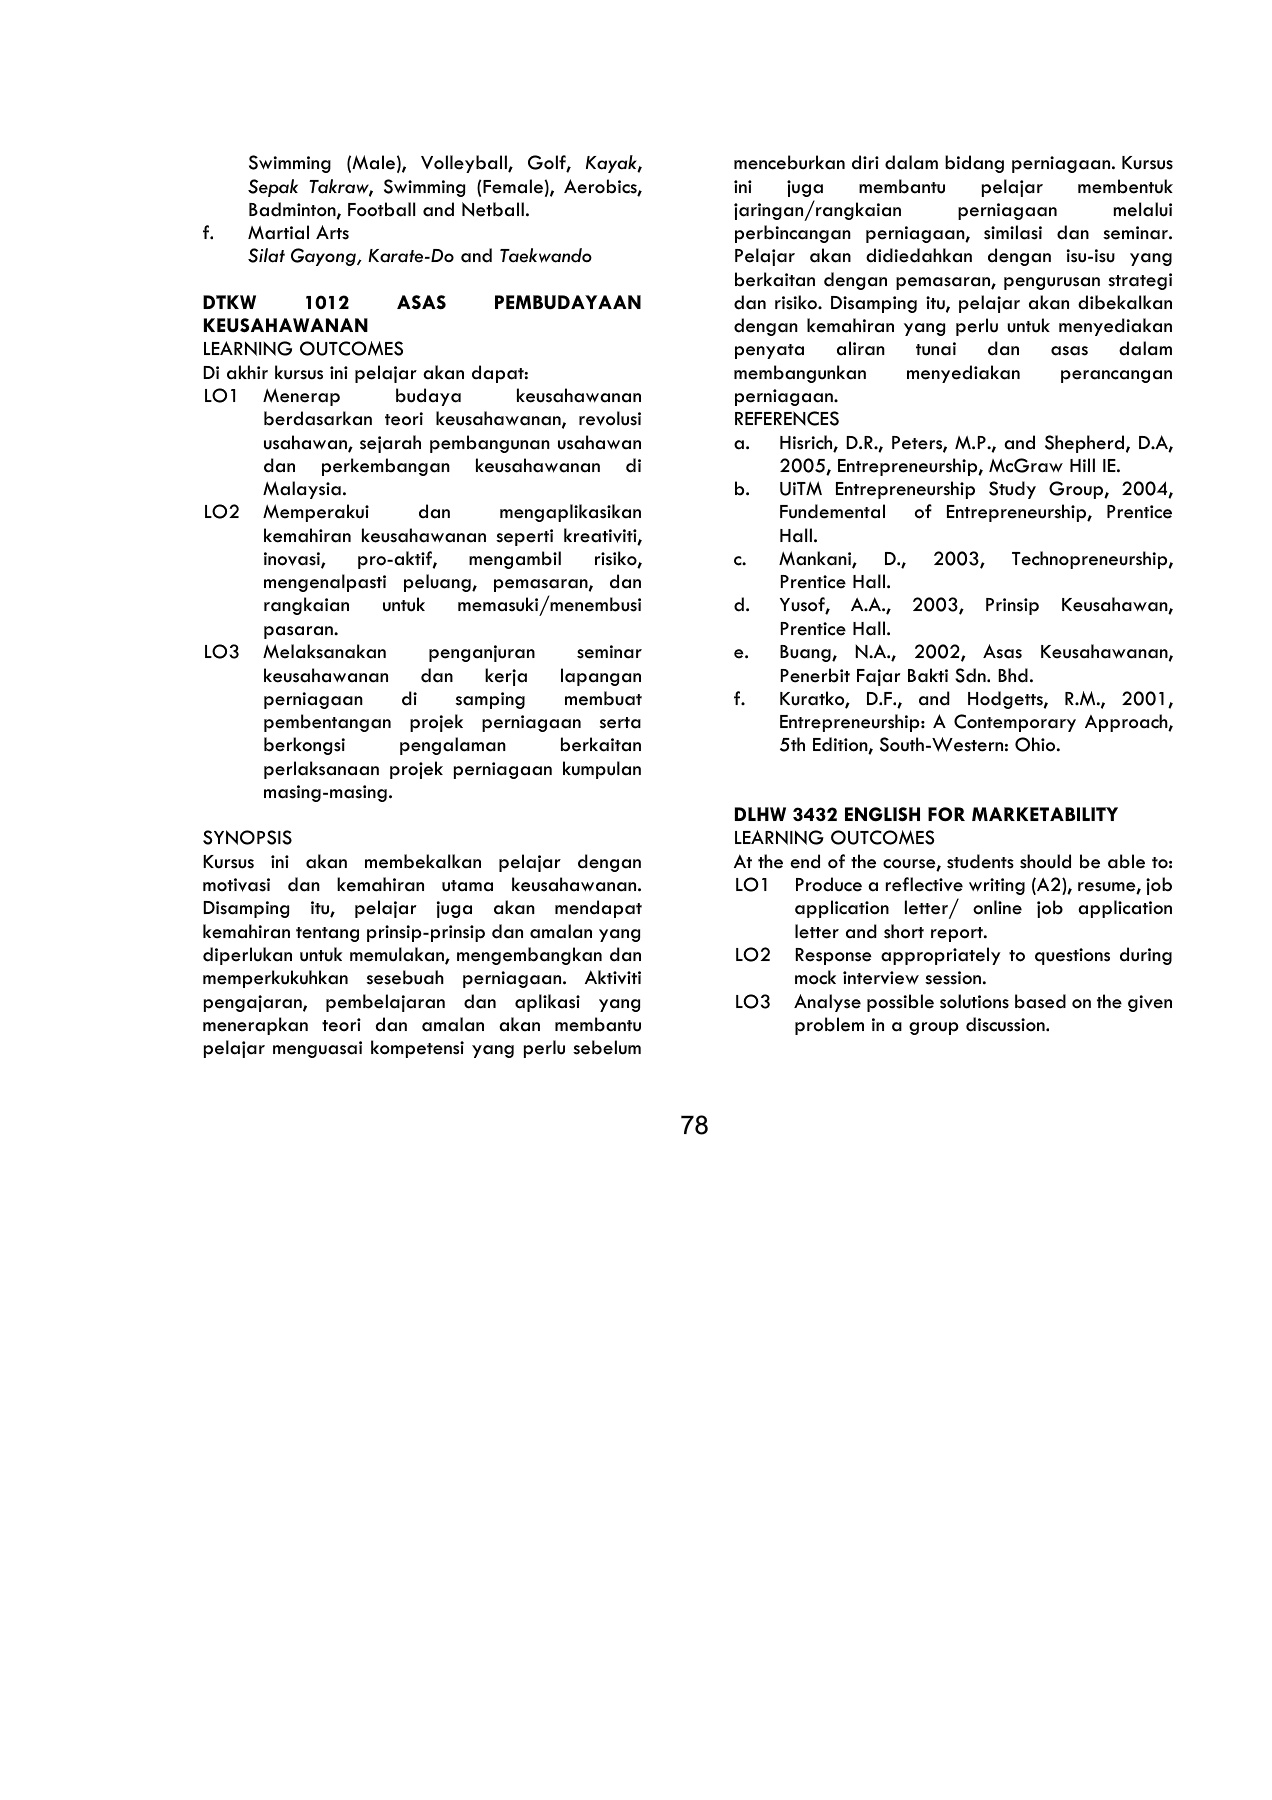 Swimming (Male), Volleyball, Golf, Kayak,
Sepak Takraw, Swimming (Female), Aerobics,
Badminton, Football and Netball.
f. Martial Arts
Silat Gayong, Karate-Do and Taekwando
DTKW 1012 ASAS PEMBUDAYAAN
KEUSAHAWANAN
LEARNING OUTCOMES
Di akhir kursus ini pelajar akan dapat:
LO1 Menerap budaya keusahawanan
berdasarkan teori keusahawanan, revolusi
usahawan, sejarah pembangunan usahawan
dan perkembangan keusahawanan di
Malaysia.
LO2 Memperakui dan mengaplikasikan
kemahiran keusahawanan seperti kreativiti,
inovasi, pro-aktif, mengambil risiko,
mengenalpasti peluang, pemasaran, dan
rangkaian untuk memasuki/menembusi
pasaran.
LO3 Melaksanakan penganjuran seminar
keusahawanan dan kerja lapangan
perniagaan di samping membuat
pembentangan projek perniagaan serta
berkongsi pengalaman berkaitan
perlaksanaan projek perniagaan kumpulan
masing-masing.
SYNOPSIS
Kursus ini akan membekalkan pelajar dengan
motivasi dan kemahiran utama keusahawanan.
Disamping itu, pelajar juga akan mendapat
kemahiran tentang prinsip-prinsip dan amalan yang
diperlukan untuk memulakan, mengembangkan dan
memperkukuhkan sesebuah perniagaan. Aktiviti
pengajaran, pembelajaran dan aplikasi yang
menerapkan teori dan amalan akan membantu
pelajar menguasai kompetensi yang perlu sebelum
menceburkan diri dalam bidang perniagaan. Kursus
ini juga membantu pelajar membentuk
jaringan/rangkaian perniagaan melalui
perbincangan perniagaan, similasi dan seminar.
Pelajar akan didiedahkan dengan isu-isu yang
berkaitan dengan pemasaran, pengurusan strategi
dan risiko. Disamping itu, pelajar akan dibekalkan
dengan kemahiran yang perlu untuk menyediakan
penyata aliran tunai dan asas dalam
membangunkan menyediakan perancangan
perniagaan.
REFERENCES
a. Hisrich, D.R., Peters, M.P., and Shepherd, D.A,
2005, Entrepreneurship, McGraw Hill IE.
b. UiTM Entrepreneurship Study Group, 2004,
Fundemental of Entrepreneurship, Prentice
Hall.
c. Mankani, D., 2003, Technopreneurship,
Prentice Hall.
d. Yusof, A.A., 2003, Prinsip Keusahawan,
Prentice Hall.
e. Buang, N.A., 2002, Asas Keusahawanan,
Penerbit Fajar Bakti Sdn. Bhd.
f. Kuratko, D.F., and Hodgetts, R.M., 2001,
Entrepreneurship: A Contemporary Approach,
5th Edition, South-Western: Ohio.
DLHW 3432 ENGLISH FOR MARKETABILITY
LEARNING OUTCOMES
At the end of the course, students should be able to:
LO1 Produce a reflective writing (A2), resume, job
application letter/ online job application
letter and short report.
LO2 Response appropriately to questions during
mock interview session.
LO3 Analyse possible solutions based on the given
problem in a group discussion.
78